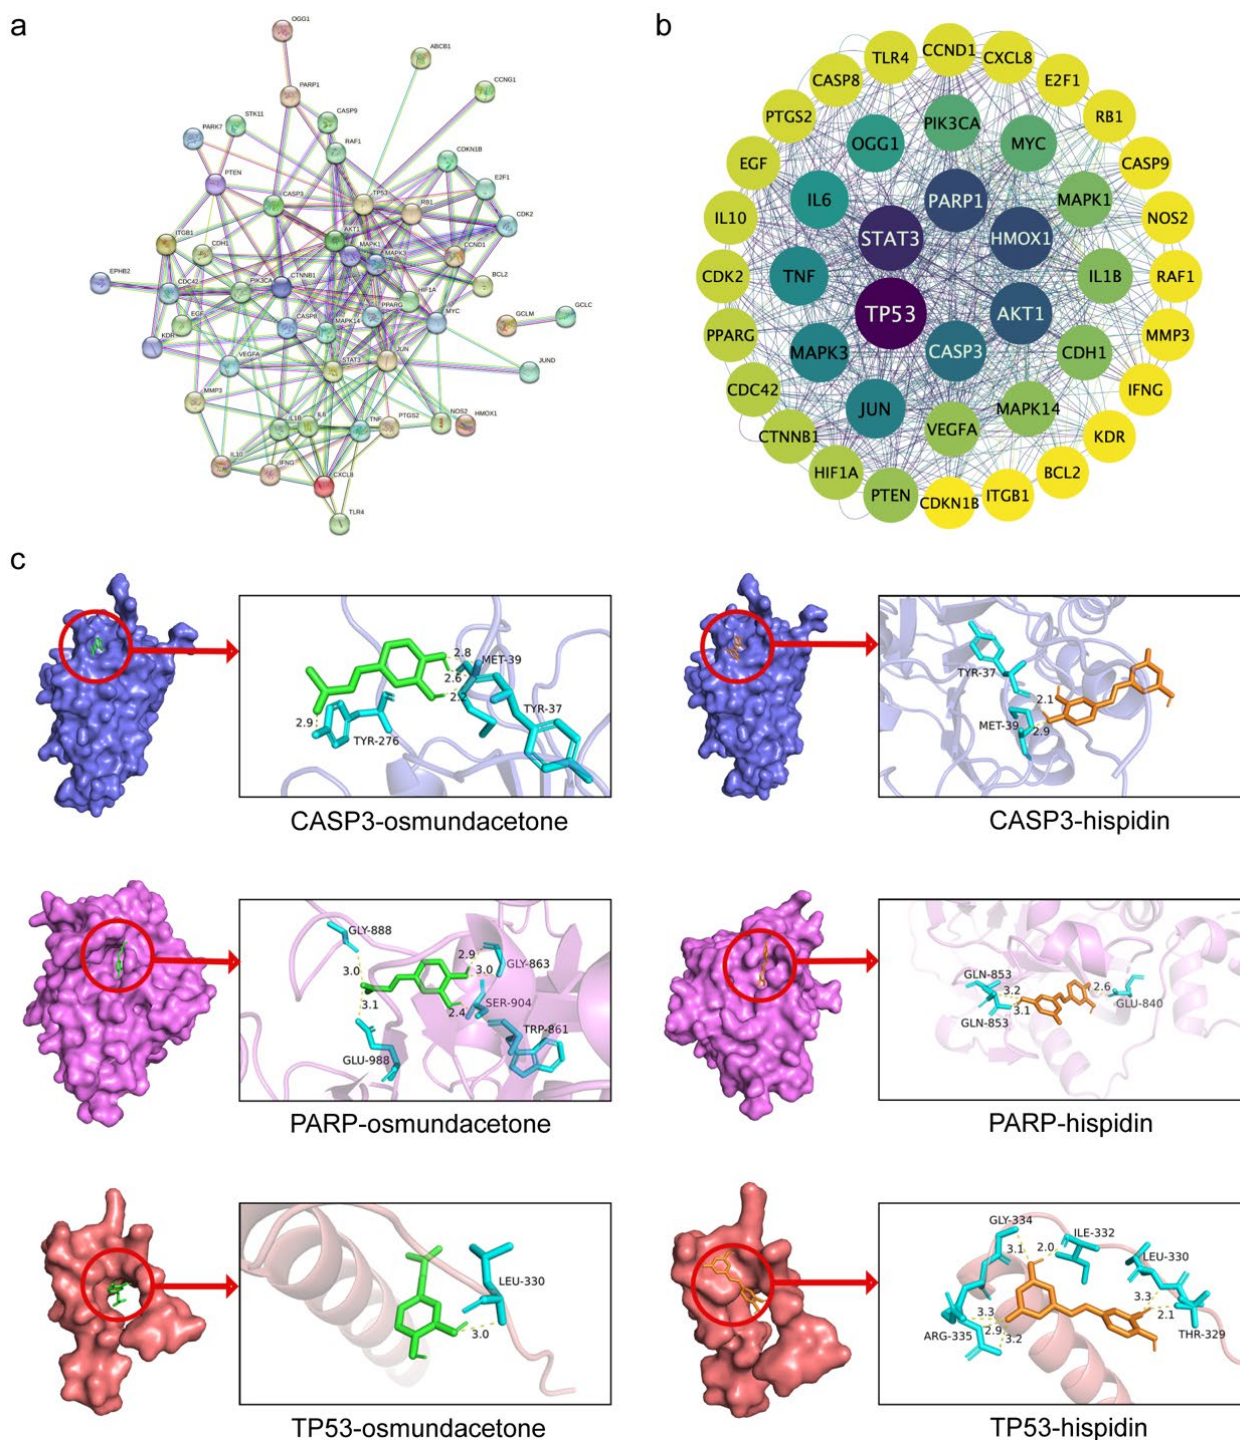 a
OGG1
ABCB1
PARP1
CCNG1
CASP9
STK11
PARK7
RAF1
CDKN1B
PTEN
E2F1
CASP3
TP53
RB1
CDK2
AKT1
ITGB1
CDH1
MAPK1
MAPK3
CCND1
EPHB2
CTNNB1
BCL2
CDC42
PIK3CA
HIF1A
PPARG
GCLC
EGF
CASP8
MYC
GCLM
MAPK14
KDR
VEGFA
JUN
STAT3
JUND
MMP3
IL1B
IL6
TNF
PTGS2
NOS2
HMOX1
IL10
IFNG
CXCL8
TLR4
b
CCND1
TLR4
CXCL8
CASP8
E2F1
PTGS2
PIK3CA
RB1
OGG1
MYC
EGF
CASP9
IL6
PARP1
MAPK1
IL10
STAT3
HMOX1
NOS2
CDK2
TNF
IL1B
RAF1
TP53
AKT1
PPARG
MAPK3
CASP3
CDH1
MMP3
CDC42
JUN
MAPK14
IFNG
CTNNB1
VEGFA
KDR
HIF1A
BCL2
PTEN
CDKN1B
ITGB1
c
2.8
MET-39
2.6
2.2
TYR-37
2.9
TYR-276
CASP3-osmundacetone
TYR-37
2.1
MET-39
2.9
CASP3-hispidin
GLY-888
2.9
GLY-863
3.0
3.0
3.1
SER-904
2.4
TRP-861
GLU-988
PARP-osmundacetone
GLN-853
3.2
2.6
GLU-840
3.1
GLN-853
PARP-hispidin
LEU-330
3.0
TP53-osmundacetone
GLY-334
ILE-332
3.1
2.0
LEU-330
3.3
3.3
2.1
2.9
ARG-335
3.2
THR-329
TP53-hispidin